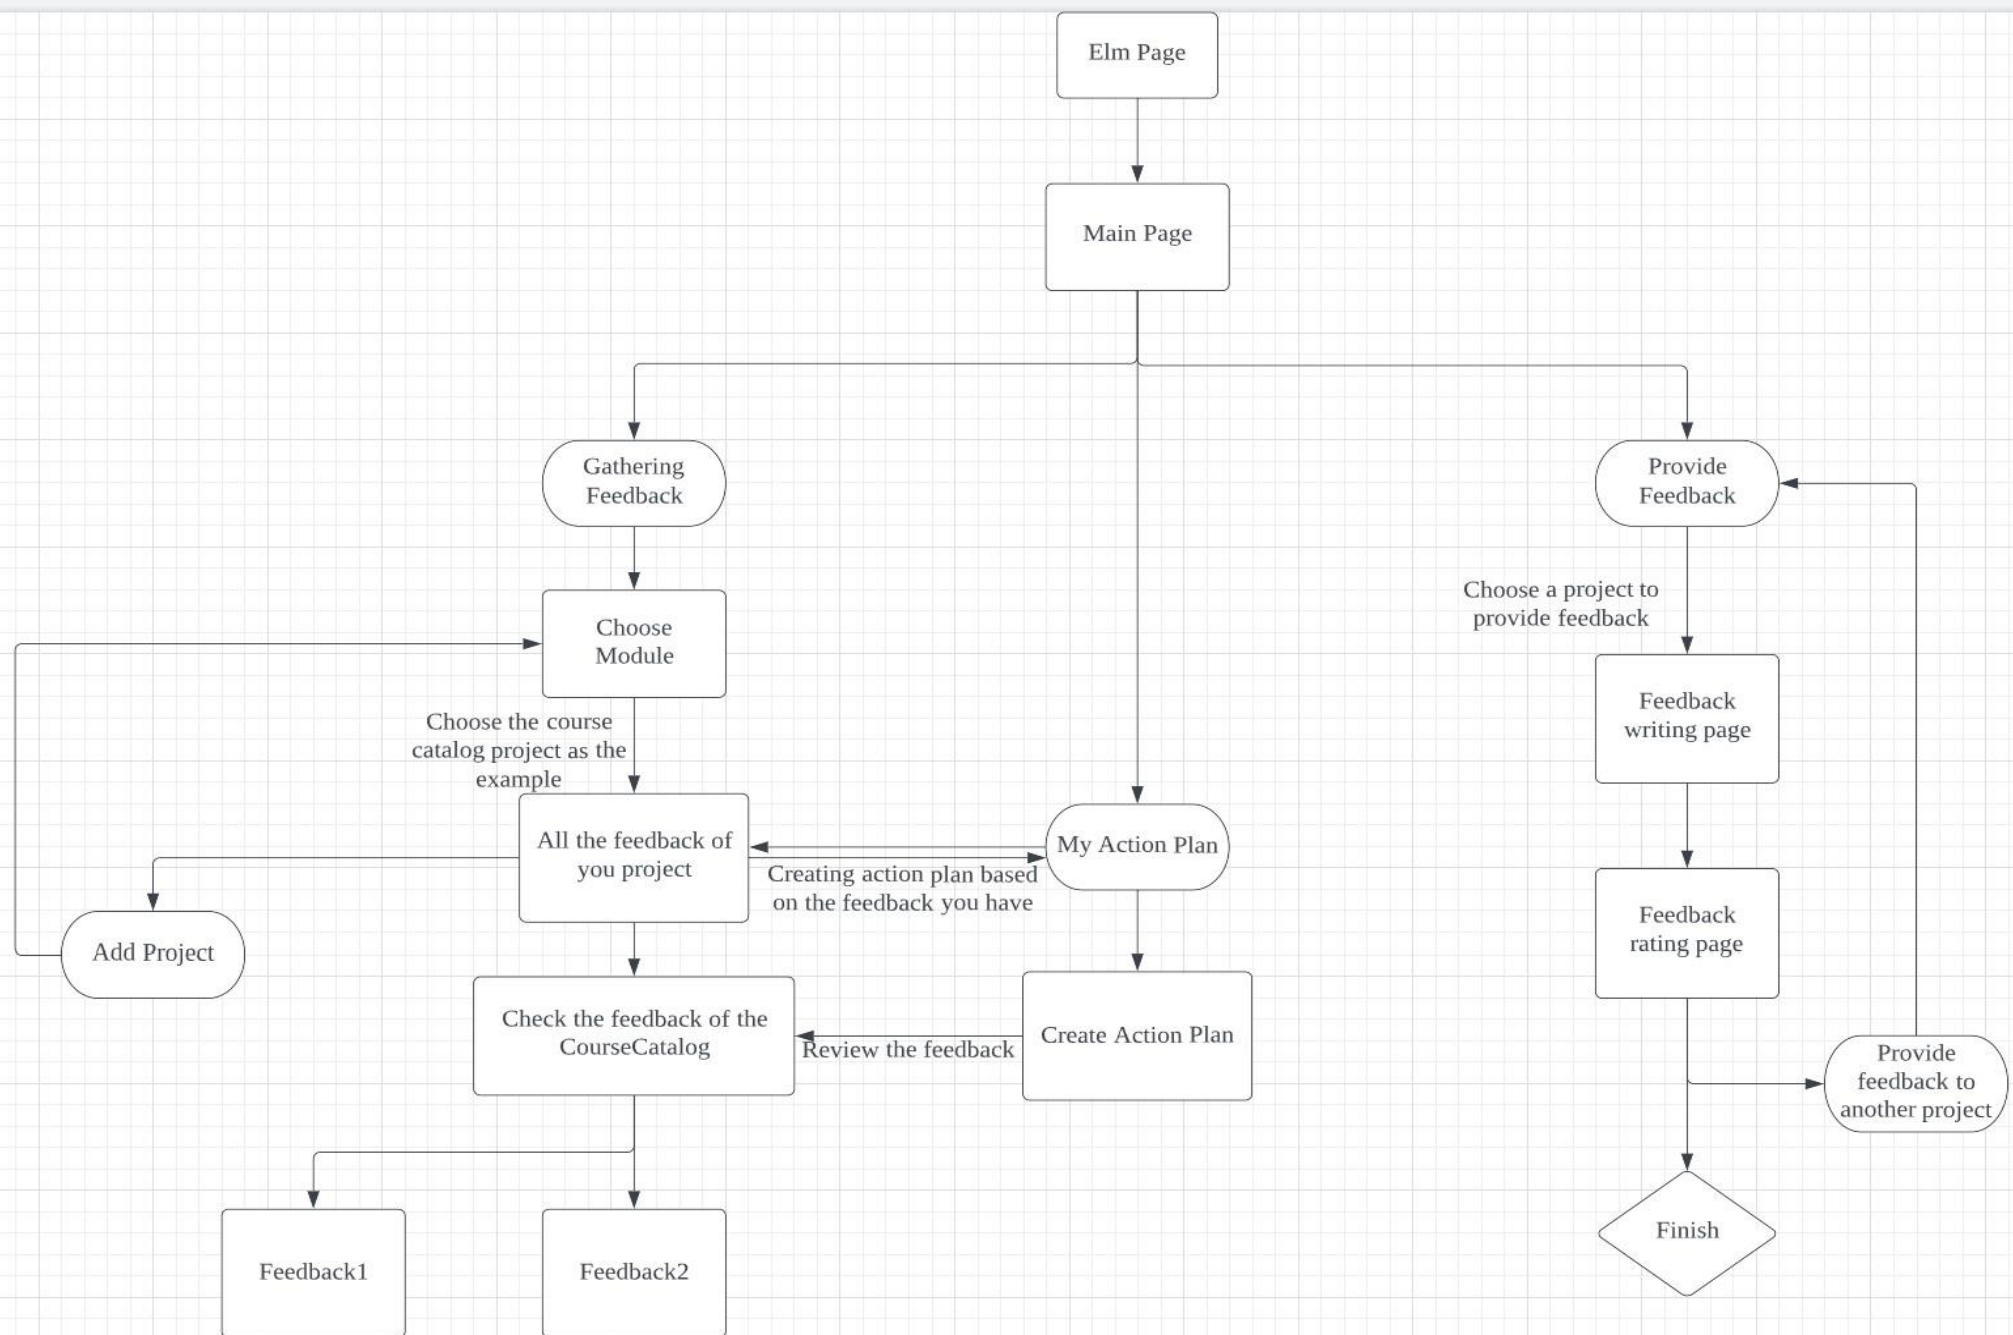 Elm Page
Main Page
Gathering
Feedback
Provide
Feedback
Choose
Module
Choose a project to
provide feedback
Choose the course
catalog project as the
example
Feedback
writing page
All the feedback of
you project
My Action Plan
Creating action plan based
on the feedback you have
Add Project
Feedback
rating page
Check the feedback of the
CourseCatalog
Review the feedback
Create Action Plan
Provide
feedback to
another project
Finish
Feedback1
Feedback2